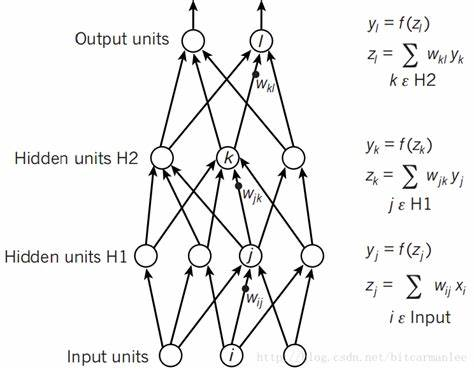 Output units
l
w_kl
y_l = f(z_l)
z_l = ∑ w_kl y_k
k ε H2
Hidden units H2
k
w_jk
y_k = f(z_k)
z_k = ∑ w_jk y_j
j ε H1
Hidden units H1
j
w_ij
y_j = f(z_j)
z_j = ∑ w_ij x_i
i ε Input
Input units
i
http://blog.csdn.net/bitcarmanlee